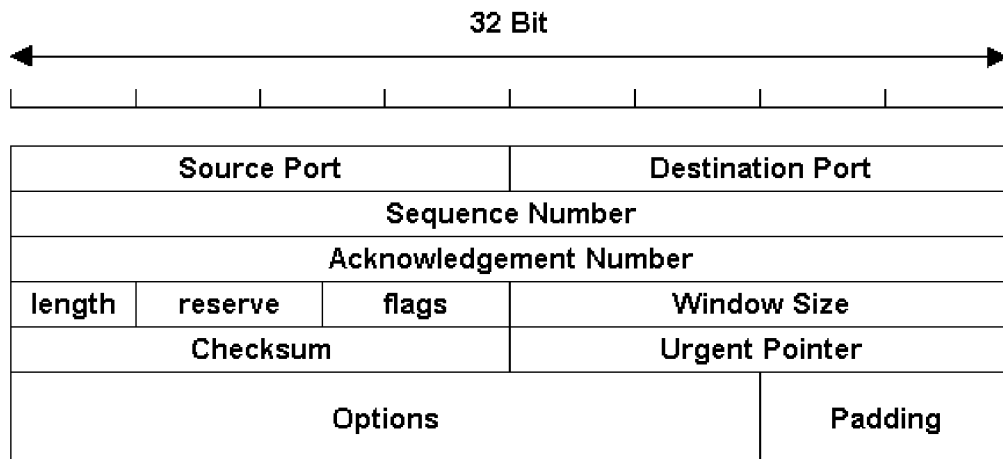 32 Bit
Source Port Destination Port
Sequence Number
Acknowledgement Number
length reserve flags Window Size
Checksum Urgent Pointer
Options Padding